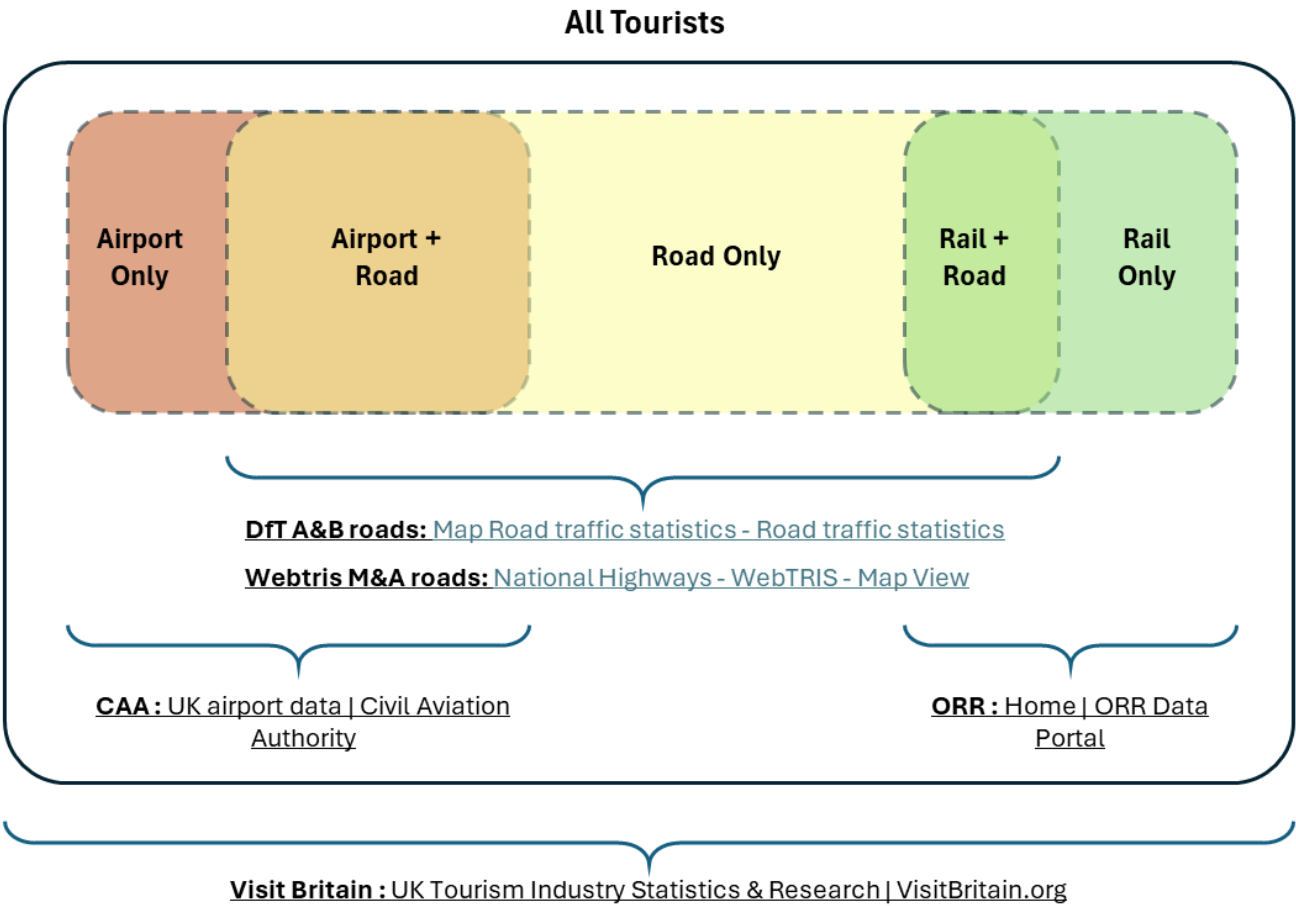 All Tourists
Airport
Only
Airport +
Road
Road Only
Rail +
Road
Rail
Only
DfT A&B roads: Map Road traffic statistics - Road traffic statistics
Webtris M&A roads: National Highways - WebTRIS - Map View
CAA : UK airport data | Civil Aviation
Authority
ORR : Home | ORR Data
Portal
Visit Britain : UK Tourism Industry Statistics & Research | VisitBritain.org